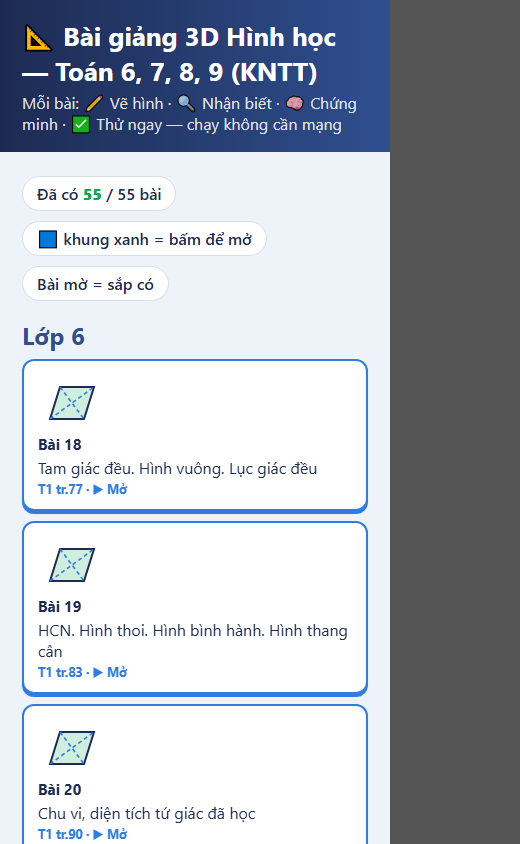 📐 Bài giảng 3D Hình học
— Toán 6, 7, 8, 9 (KNTT)
Mỗi bài: ✏️ Vẽ hình · 🔍 Nhận biết · 🧠 Chứng
minh · ✅ Thử ngay — chạy không cần mạng
Đã có 55 / 55 bài
🟦 khung xanh = bấm để mở
Bài mờ = sắp có
Lớp 6
Bài 18
Tam giác đều. Hình vuông. Lục giác đều
T1 tr.77 · ▶ Mở
Bài 19
HCN. Hình thoi. Hình bình hành. Hình thang
cân
T1 tr.83 · ▶ Mở
Bài 20
Chu vi, diện tích tứ giác đã học
T1 tr.90 · ▶ Mở